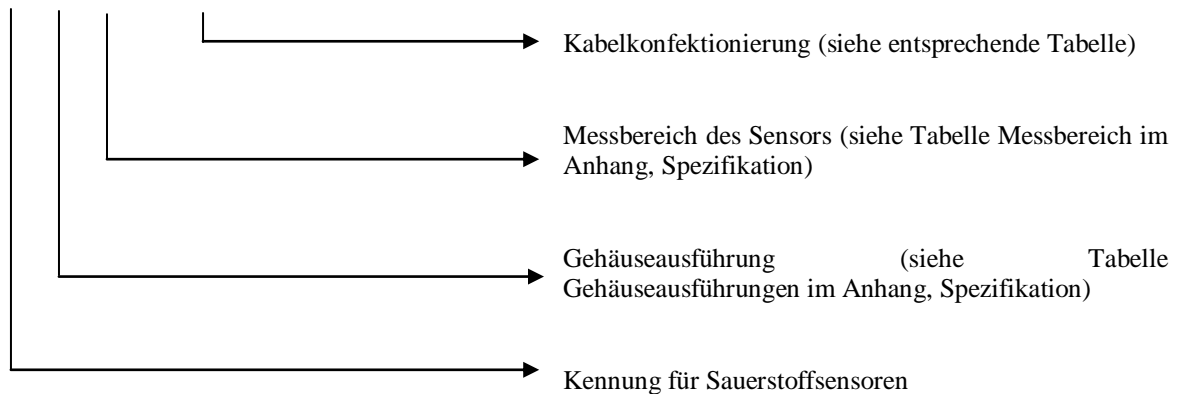 Kabelkonfektionierung (siehe entsprechende Tabelle)
Messbereich des Sensors (siehe Tabelle Messbereich im
Anhang, Spezifikation)
Gehäuseausführung (siehe Tabelle
Gehäuseausführungen im Anhang, Spezifikation)
Kennung für Sauerstoffsensoren